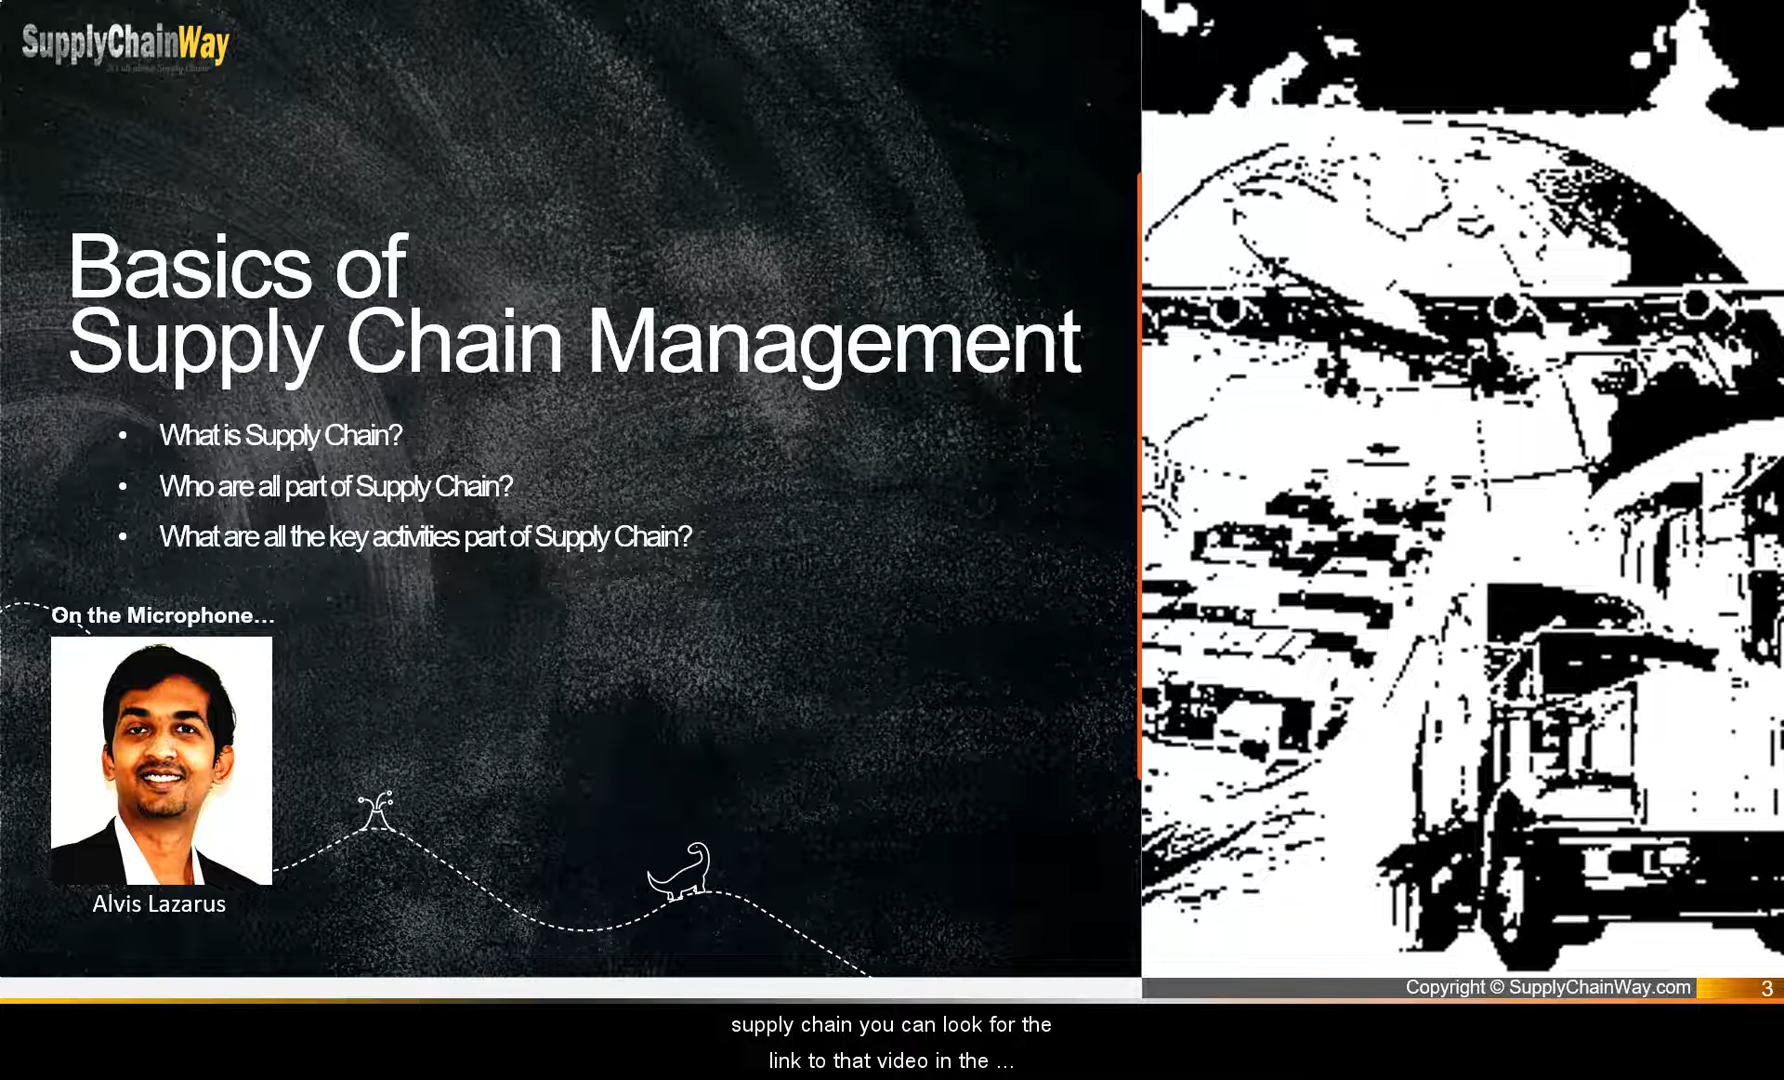 SupplyChainWay
Basics of
Supply Chain Management
• What is Supply Chain?
• Who are all part of Supply Chain?
• What are all the key activities part of Supply Chain?
On the Microphone...
Alvis Lazarus
Copyright © SupplyChainWay.com 3
supply chain you can look for the
link to that video in the ...